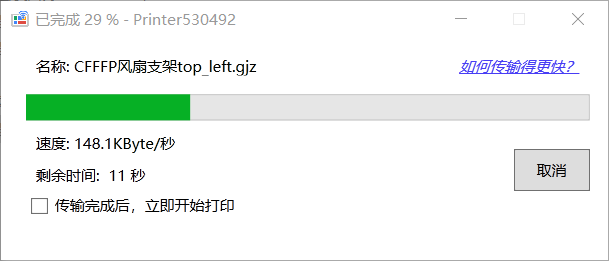 已完成 29 % - Printer530492
名称: CFFFP风扇支架top_left.gjz
如何传输得更快？
速度: 148.1KByte/秒
剩余时间: 11 秒
取消
传输完成后，立即开始打印